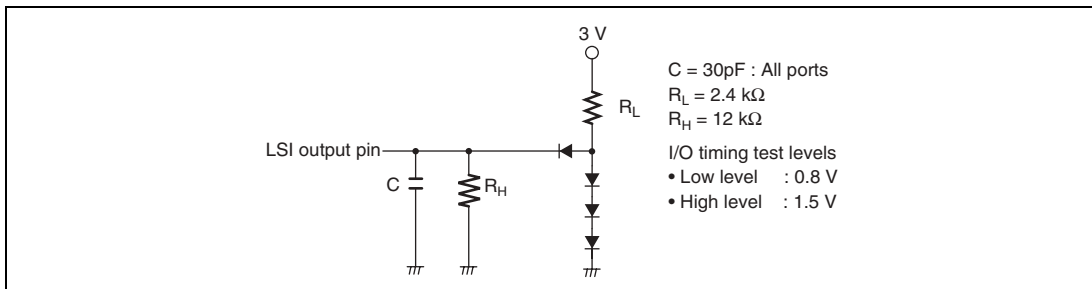 3 V
C = 30pF : All ports
R_L = 2.4 kΩ
R_H = 12 kΩ
R_L
LSI output pin
I/O timing test levels
• Low level : 0.8 V
• High level : 1.5 V
C
R_H